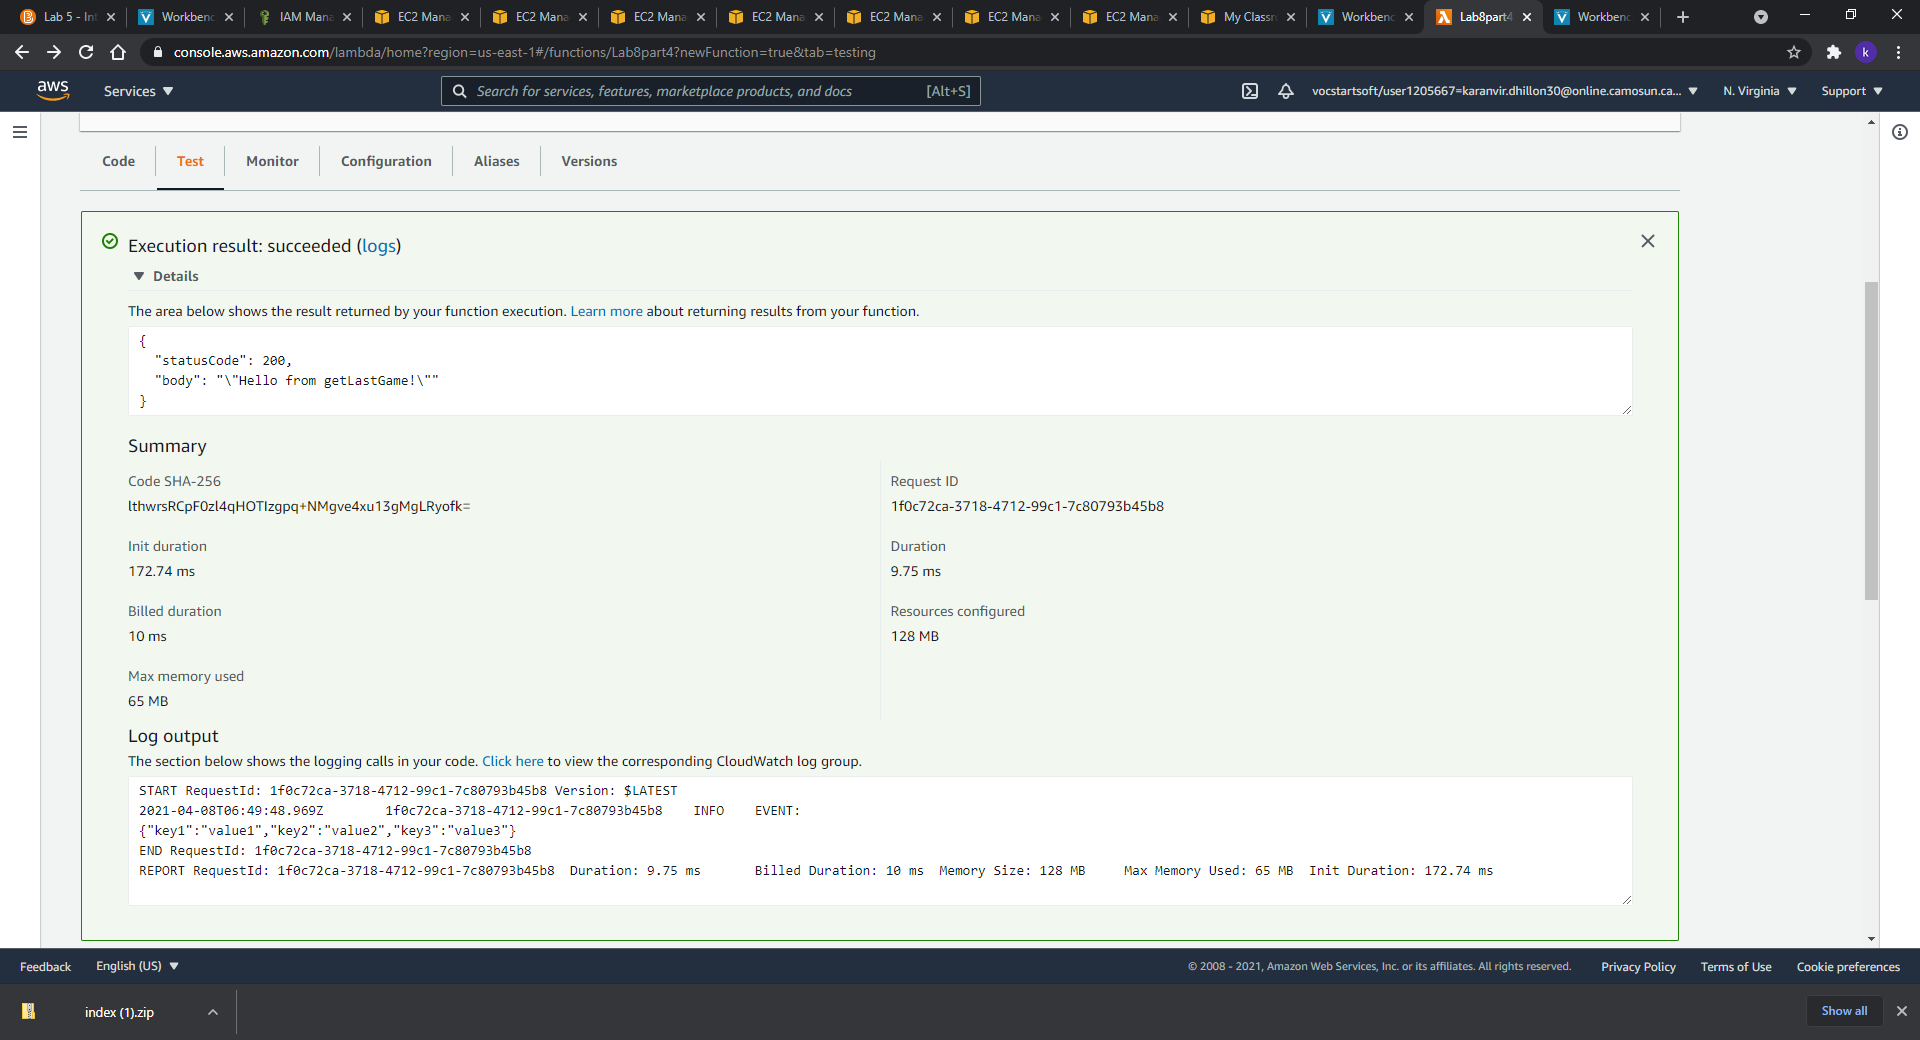 Lab 5 - Int
Workben
IAM Mana
EC2 Mana
EC2 Mana
EC2 Mana
EC2 Mana
EC2 Mana
EC2 Mana
EC2 Mana
My Classr
Workben
Lab8part4
Workben
console.aws.amazon.com/lambda/home?region=us-east-1#/functions/Lab8part4?newFunction=true&tab=testing
k
aws
Services
Search for services, features, marketplace products, and docs
[Alt+S]
vocstartsoft/user1205667=karanvir.dhillon30@online.camosun.ca...
N. Virginia
Support
Code
Test
Monitor
Configuration
Aliases
Versions
Execution result: succeeded (logs)
Details
The area below shows the result returned by your function execution. Learn more about returning results from your function.
{
"statusCode": 200,
"body": "\"Hello from getLastGame!\""
}
Summary
Code SHA-256
lthwrsRCpF0zl4qHOTIzgpq+NMgve4xu13gMgLRyofk=
Request ID
1f0c72ca-3718-4712-99c1-7c80793b45b8
Init duration
172.74 ms
Duration
9.75 ms
Billed duration
10 ms
Resources configured
128 MB
Max memory used
65 MB
Log output
The section below shows the logging calls in your code. Click here to view the corresponding CloudWatch log group.
START RequestId: 1f0c72ca-3718-4712-99c1-7c80793b45b8 Version: $LATEST
2021-04-08T06:49:48.969Z 1f0c72ca-3718-4712-99c1-7c80793b45b8 INFO EVENT:
{"key1":"value1","key2":"value2","key3":"value3"}
END RequestId: 1f0c72ca-3718-4712-99c1-7c80793b45b8
REPORT RequestId: 1f0c72ca-3718-4712-99c1-7c80793b45b8 Duration: 9.75 ms Billed Duration: 10 ms Memory Size: 128 MB Max Memory Used: 65 MB Init Duration: 172.74 ms
Feedback
English (US)
© 2008 - 2021, Amazon Web Services, Inc. or its affiliates. All rights reserved.
Privacy Policy
Terms of Use
Cookie preferences
index (1).zip
Show all